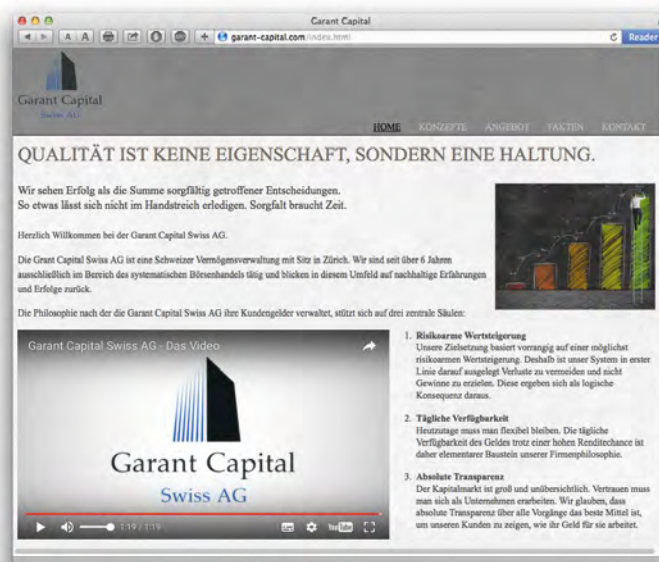 Garant Capital
A A
garant-capital.com/index.html
Reader
Garant Capital
Swiss AG
HOME KONZEPTE ANGEBOT FAKTEN KONTAKT
QUALITÄT IST KEINE EIGENSCHAFT, SONDERN EINE HALTUNG.
Wir sehen Erfolg als die Summe sorgfältig getroffener Entscheidungen.
So etwas lässt sich nicht im Handstreich erledigen. Sorgfalt braucht Zeit.
Herzlich Willkommen bei der Garant Capital Swiss AG.
Die Grant Capital Swiss AG ist eine Schweizer Vermögensverwaltung mit Sitz in Zürich. Wir sind seit über 6 Jahren
ausschließlich im Bereich des systematischen Börsenhandels tätig und blicken in diesem Umfeld auf nachhaltige Erfahrungen
und Erfolge zurück.
Die Philosophie nach der die Garant Capital Swiss AG ihre Kundengelder verwaltet, stützt sich auf drei zentrale Säulen:
Garant Capital Swiss AG - Das Video
Garant Capital
Swiss AG
1:19 / 1:19
YouTube
1. Risikoarme Wertsteigerung
Unsere Zielsetzung basiert vorrangig auf einer möglichst
risikoarmen Wertsteigerung. Deshalb ist unser System in erster
Linie darauf ausgelegt Verluste zu vermeiden und nicht
Gewinne zu erzielen. Diese ergeben sich als logische
Konsequenz daraus.
2. Tägliche Verfügbarkeit
Heutzutage muss man flexibel bleiben. Die tägliche
Verfügbarkeit des Geldes trotz einer hohen Renditechance ist
daher elementarer Baustein unserer Firmenphilosophie.
3. Absolute Transparenz
Der Kapitalmarkt ist groß und unübersichtlich. Vertrauen muss
man sich als Unternehmen erarbeiten. Wir glauben, dass
absolute Transparenz über alle Vorgänge das beste Mittel ist,
um unseren Kunden zu zeigen, wie ihr Geld für sie arbeitet.